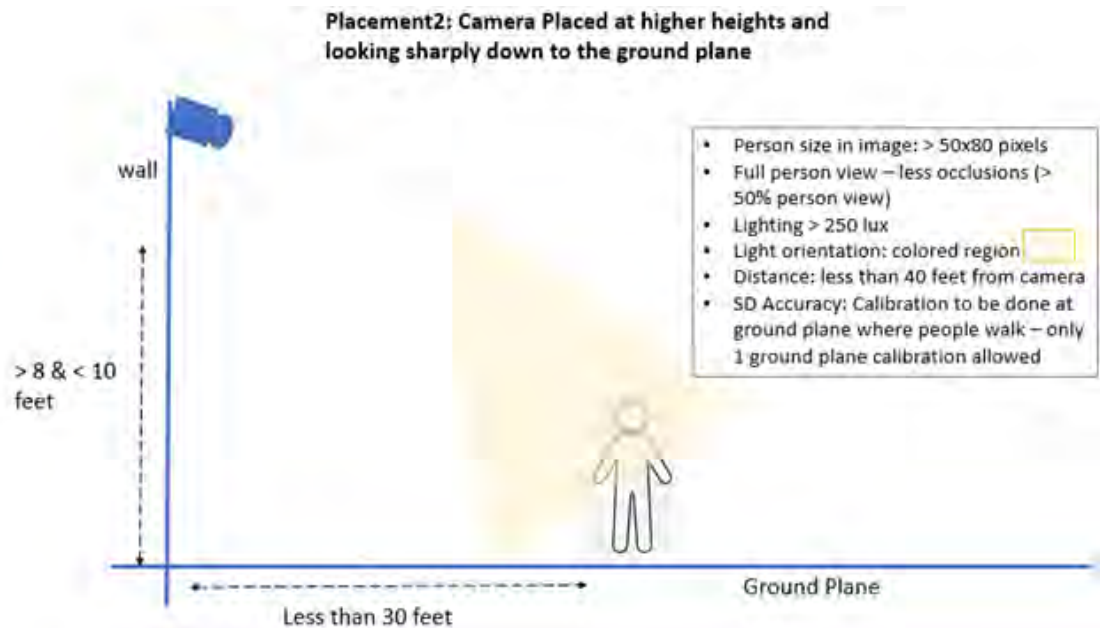 Placement2: Camera Placed at higher heights and
looking sharply down to the ground plane
wall
• Person size in image: > 50x80 pixels
• Full person view – less occlusions (>
50% person view)
• Lighting > 250 lux
• Light orientation: colored region
• Distance: less than 40 feet from camera
• SD Accuracy: Calibration to be done at
ground plane where people walk – only
1 ground plane calibration allowed
> 8 & < 10
feet
Ground Plane
Less than 30 feet